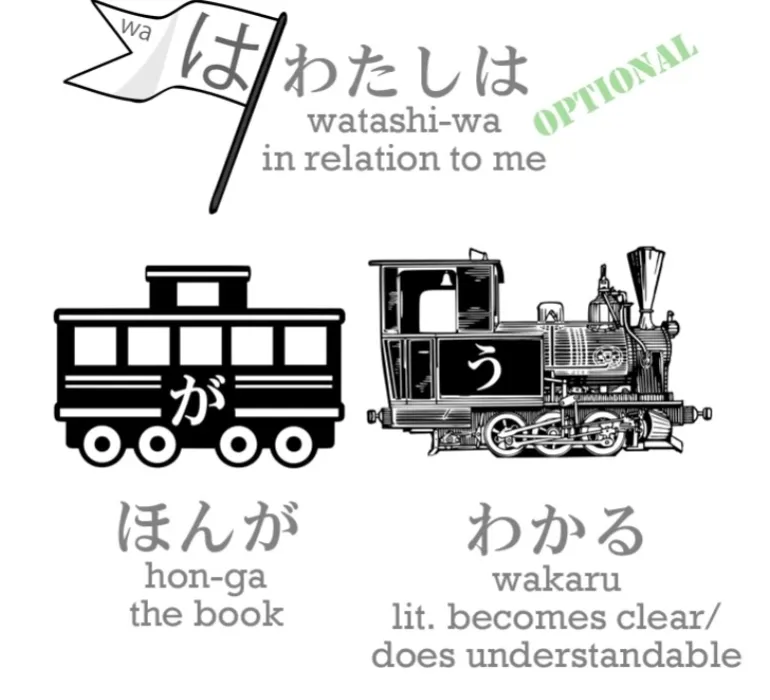 wa
は
わたしは
OPTIONAL
watashi-wa
in relation to me
が
う
ほんが
hon-ga
the book
わかる
wakaru
lit. becomes clear/
does understandable